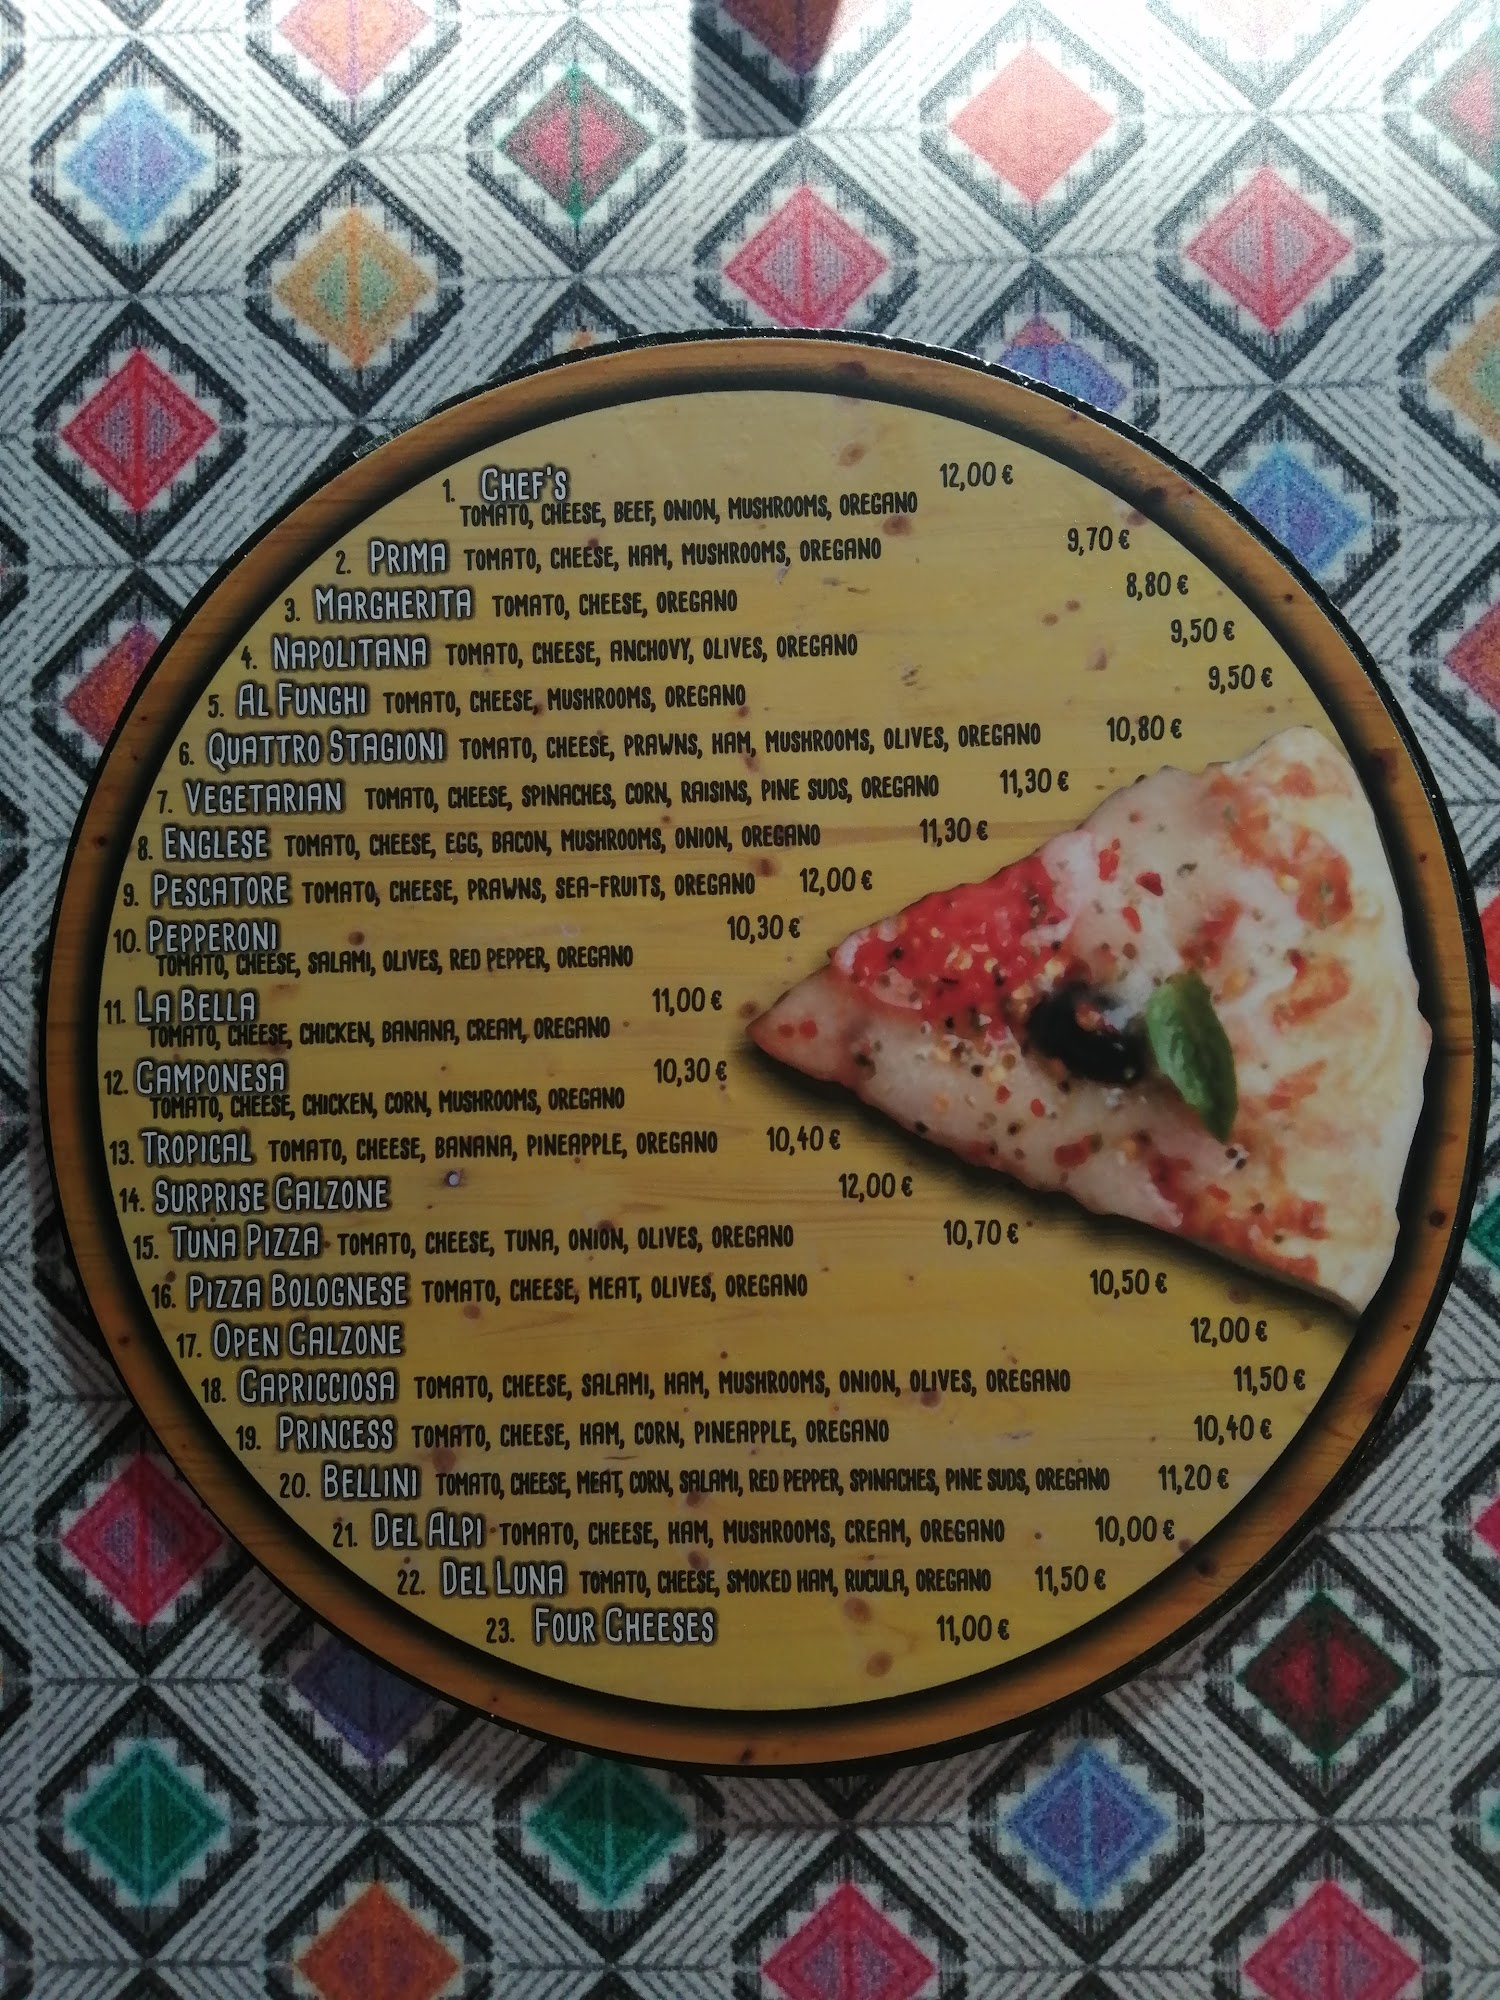 1. CHEF'S 12,00 €
TOMATO, CHEESE, BEEF, ONION, MUSHROOMS, OREGANO
2. PRIMA TOMATO, CHEESE, HAM, MUSHROOMS, OREGANO 9,70 €
3. MARGHERITA TOMATO, CHEESE, OREGANO 8,80 €
4. NAPOLITANA TOMATO, CHEESE, ANCHOVY, OLIVES, OREGANO 9,50 €
5. AL FUNGHI TOMATO, CHEESE, MUSHROOMS, OREGANO 9,50 €
6. QUATTRO STAGIONI TOMATO, CHEESE, PRAWNS, HAM, MUSHROOMS, OLIVES, OREGANO 10,80 €
7. VEGETARIAN TOMATO, CHEESE, SPINACHES, CORN, RAISINS, PINE SUDS, OREGANO 11,30 €
8. ENGLESE TOMATO, CHEESE, EGG, BACON, MUSHROOMS, ONION, OREGANO 11,30 €
9. PESCATORE TOMATO, CHEESE, PRAWNS, SEA-FRUITS, OREGANO 12,00 €
10. PEPPERONI 10,30 €
TOMATO, CHEESE, SALAMI, OLIVES, RED PEPPER, OREGANO
11. LA BELLA 11,00 €
TOMATO, CHEESE, CHICKEN, BANANA, CREAM, OREGANO
12. CAMPONESA 10,30 €
TOMATO, CHEESE, CHICKEN, CORN, MUSHROOMS, OREGANO
13. TROPICAL TOMATO, CHEESE, BANANA, PINEAPPLE, OREGANO 10,40 €
14. SURPRISE CALZONE 12,00 €
15. TUNA PIZZA TOMATO, CHEESE, TUNA, ONION, OLIVES, OREGANO 10,70 €
16. PIZZA BOLOGNESE TOMATO, CHEESE, MEAT, OLIVES, OREGANO 10,50 €
17. OPEN CALZONE 12,00 €
18. CAPRICCIOSA TOMATO, CHEESE, SALAMI, HAM, MUSHROOMS, ONION, OLIVES, OREGANO 11,50 €
19. PRINCESS TOMATO, CHEESE, HAM, CORN, PINEAPPLE, OREGANO 10,40 €
20. BELLINI TOMATO, CHEESE, MEAT, CORN, SALAMI, RED PEPPER, SPINACHES, PINE SUDS, OREGANO 11,20 €
21. DEL ALPI TOMATO, CHEESE, HAM, MUSHROOMS, CREAM, OREGANO 10,00 €
22. DEL LUNA TOMATO, CHEESE, SMOKED HAM, RUCULA, OREGANO 11,50 €
23. FOUR CHEESES 11,00 €